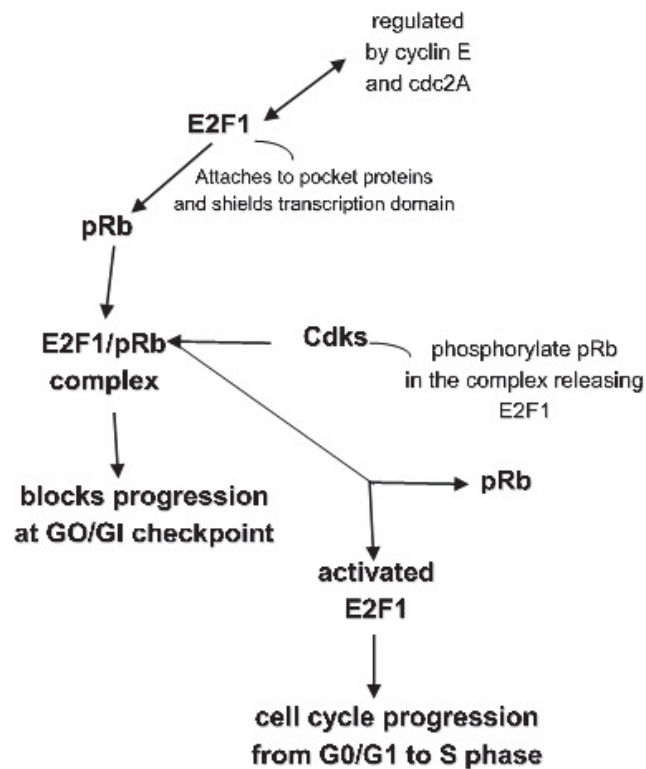 regulated
by cyclin E
and cdc2A
E2F1
Attaches to pocket proteins
and shields transcription domain
pRb
E2F1/pRb
complex
Cdks
phosphorylate pRb
in the complex releasing
E2F1
blocks progression
at GO/GI checkpoint
pRb
activated
E2F1
cell cycle progression
from G0/G1 to S phase